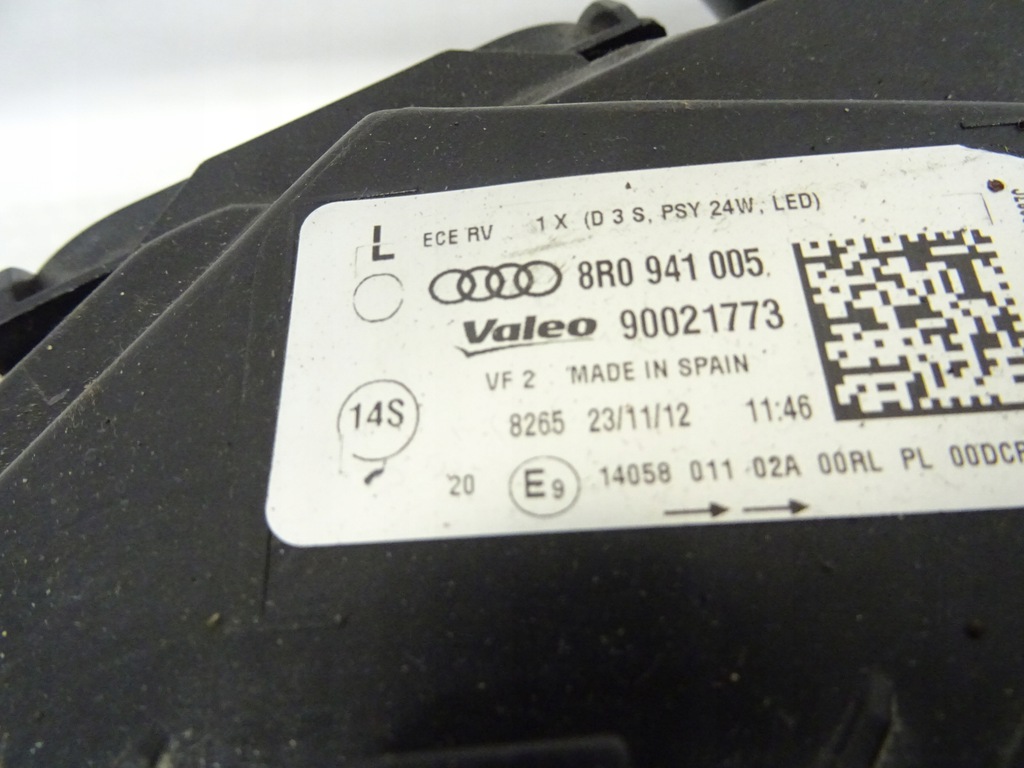 L ECE RV 1 X (D 3 S, PSY 24W, LED)
8R0 941 005.
Valeo 90021773
VF 2 MADE IN SPAIN
14S 8265 23/11/12 11:46
20 E9 14058 011 02A 00RL PL 00DCR